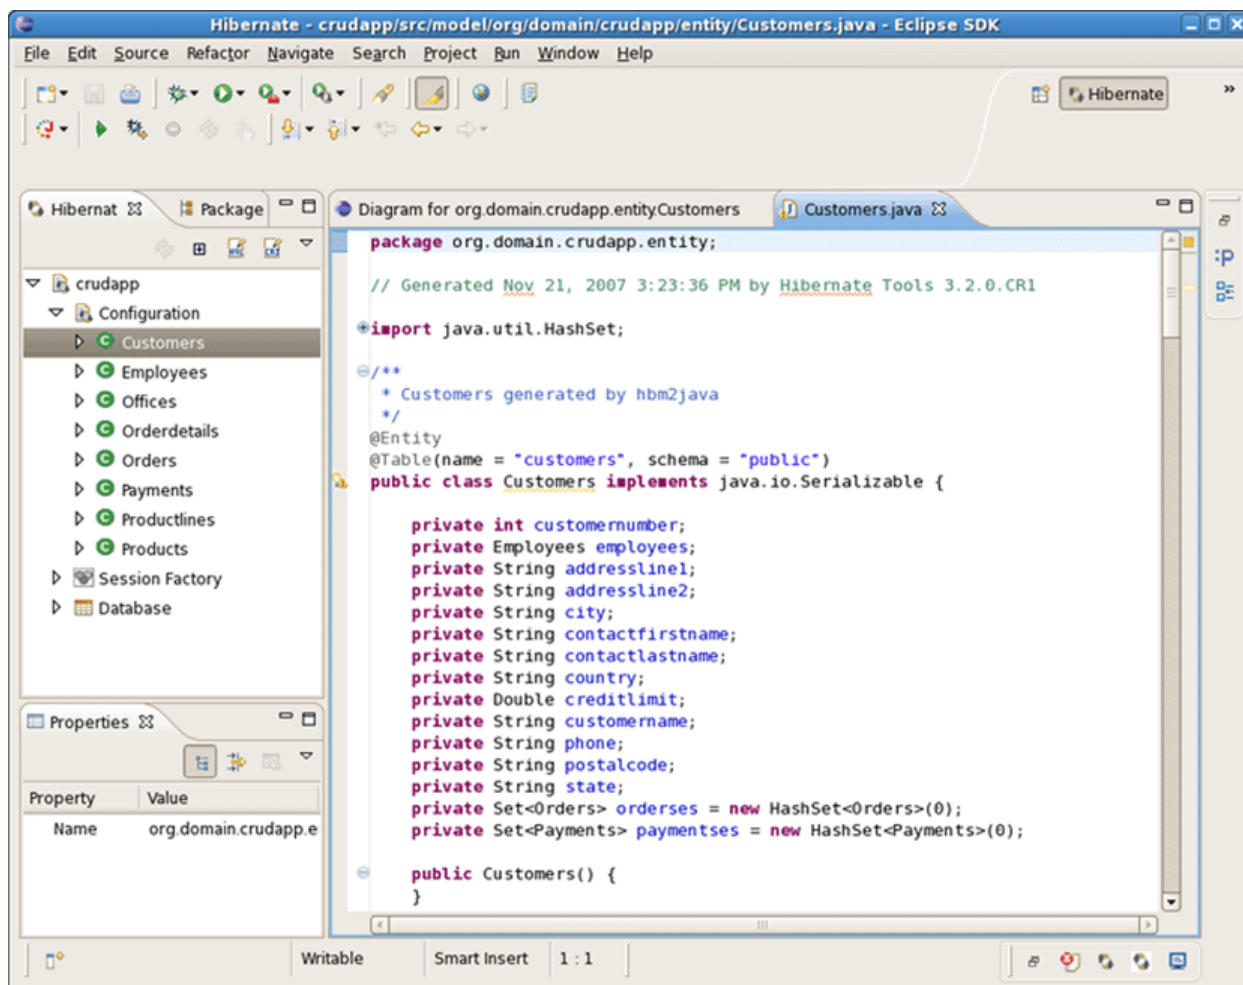 Hibernate - crudapp/src/model/org/domain/crudapp/entity/Customers.java - Eclipse SDK
File Edit Source Refactor Navigate Search Project Run Window Help
Hibernate
»
Hibernat
Package
Diagram for org.domain.crudapp.entity.Customers
Customers.java
crudapp
Configuration
Customers
Employees
Offices
Orderdetails
Orders
Payments
Productlines
Products
Session Factory
Database
package org.domain.crudapp.entity;
// Generated Nov 21, 2007 3:23:36 PM by Hibernate Tools 3.2.0.CR1
import java.util.HashSet;
/**
* Customers generated by hbm2java
*/
@Entity
@Table(name = "customers", schema = "public")
public class Customers implements java.io.Serializable {
private int customernumber;
private Employees employees;
private String addressline1;
private String addressline2;
private String city;
private String contactfirstname;
private String contactlastname;
private String country;
private Double creditlimit;
private String customername;
private String phone;
private String postalcode;
private String state;
private Set<Orders> orderses = new HashSet<Orders>(0);
private Set<Payments> paymentses = new HashSet<Payments>(0);
public Customers() {
}
Properties
Property Value
Name org.domain.crudapp.e
Writable
Smart Insert
1 : 1